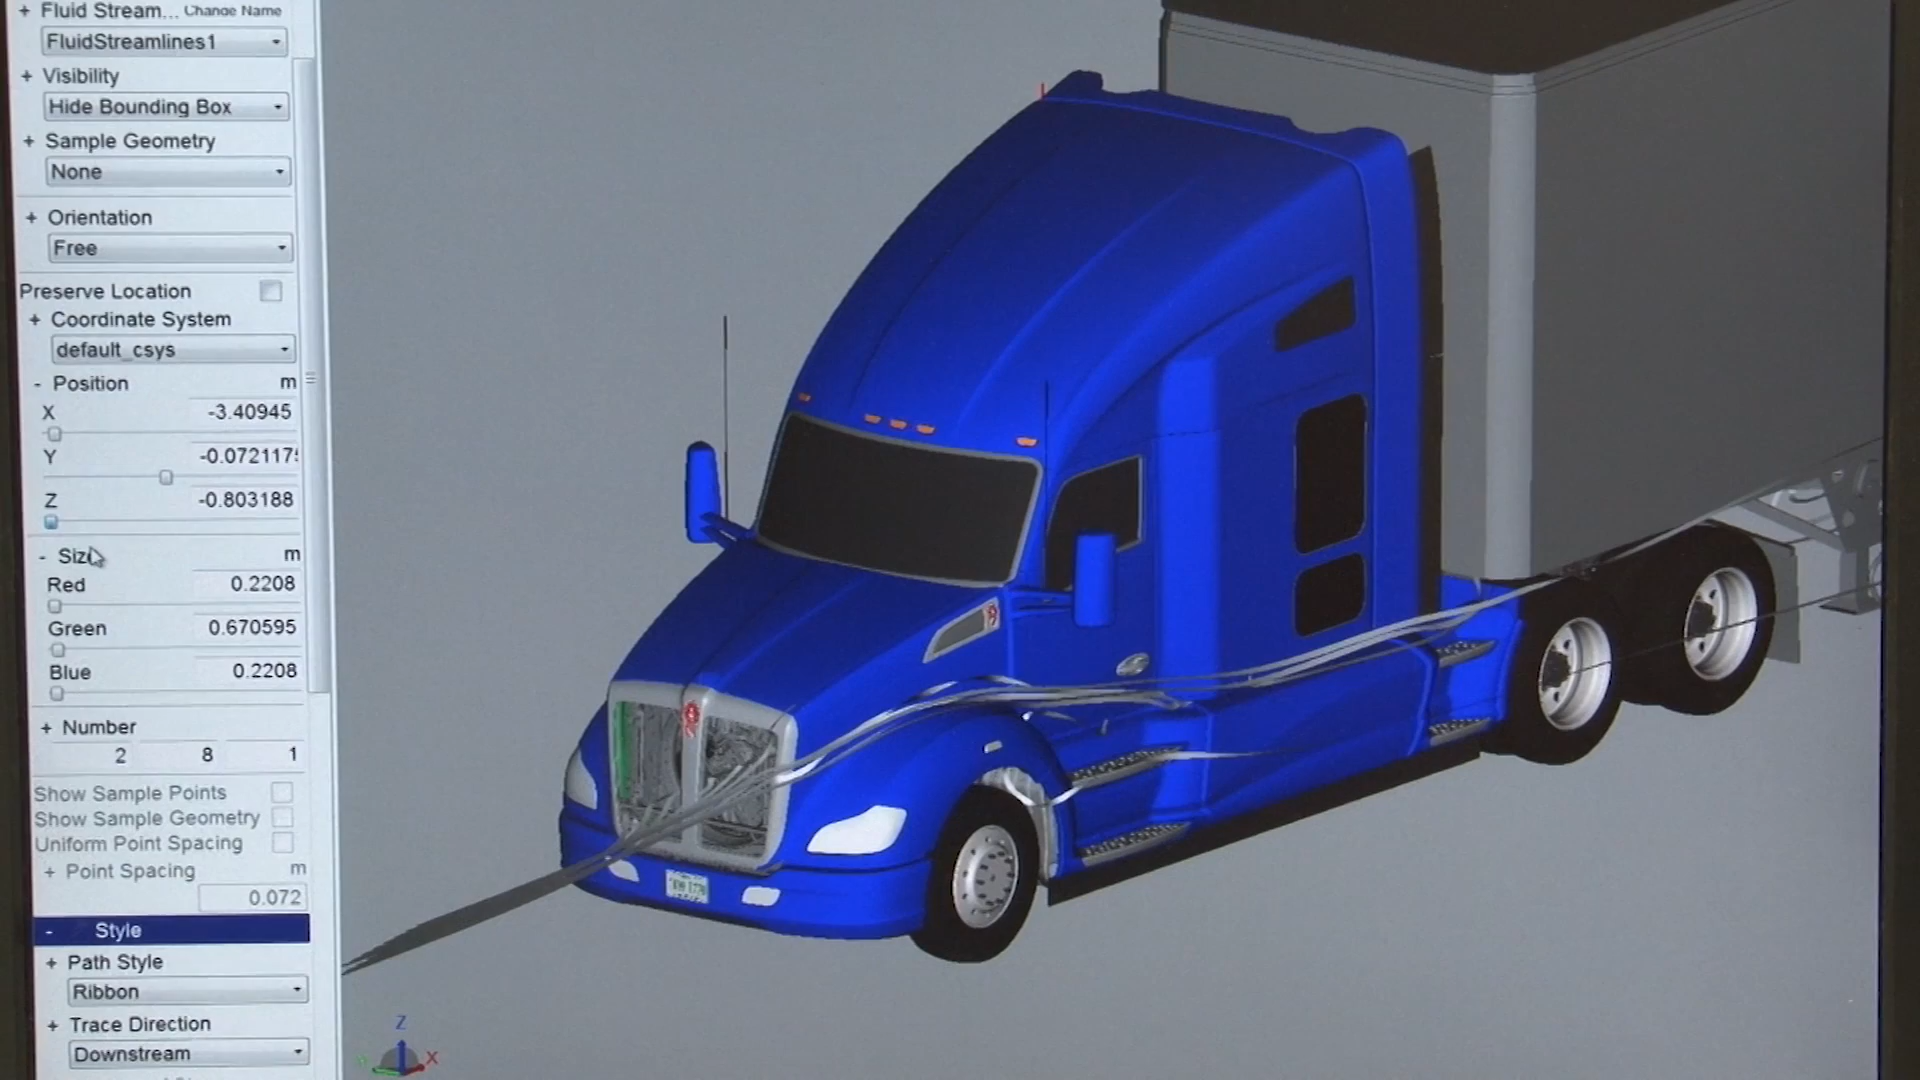 + Fluid Stream... Change Name
FluidStreamlines1
+ Visibility
Hide Bounding Box
+ Sample Geometry
None
+ Orientation
Free
Preserve Location
+ Coordinate System
default_csys
- Position m
X -3.40945
Y -0.072117
Z -0.803188
- Size m
Red 0.2208
Green 0.670595
Blue 0.2208
+ Number
2 8 1
Show Sample Points
Show Sample Geometry
Uniform Point Spacing
+ Point Spacing m
0.072
- Style
+ Path Style
Ribbon
+ Trace Direction
Downstream
Z
X